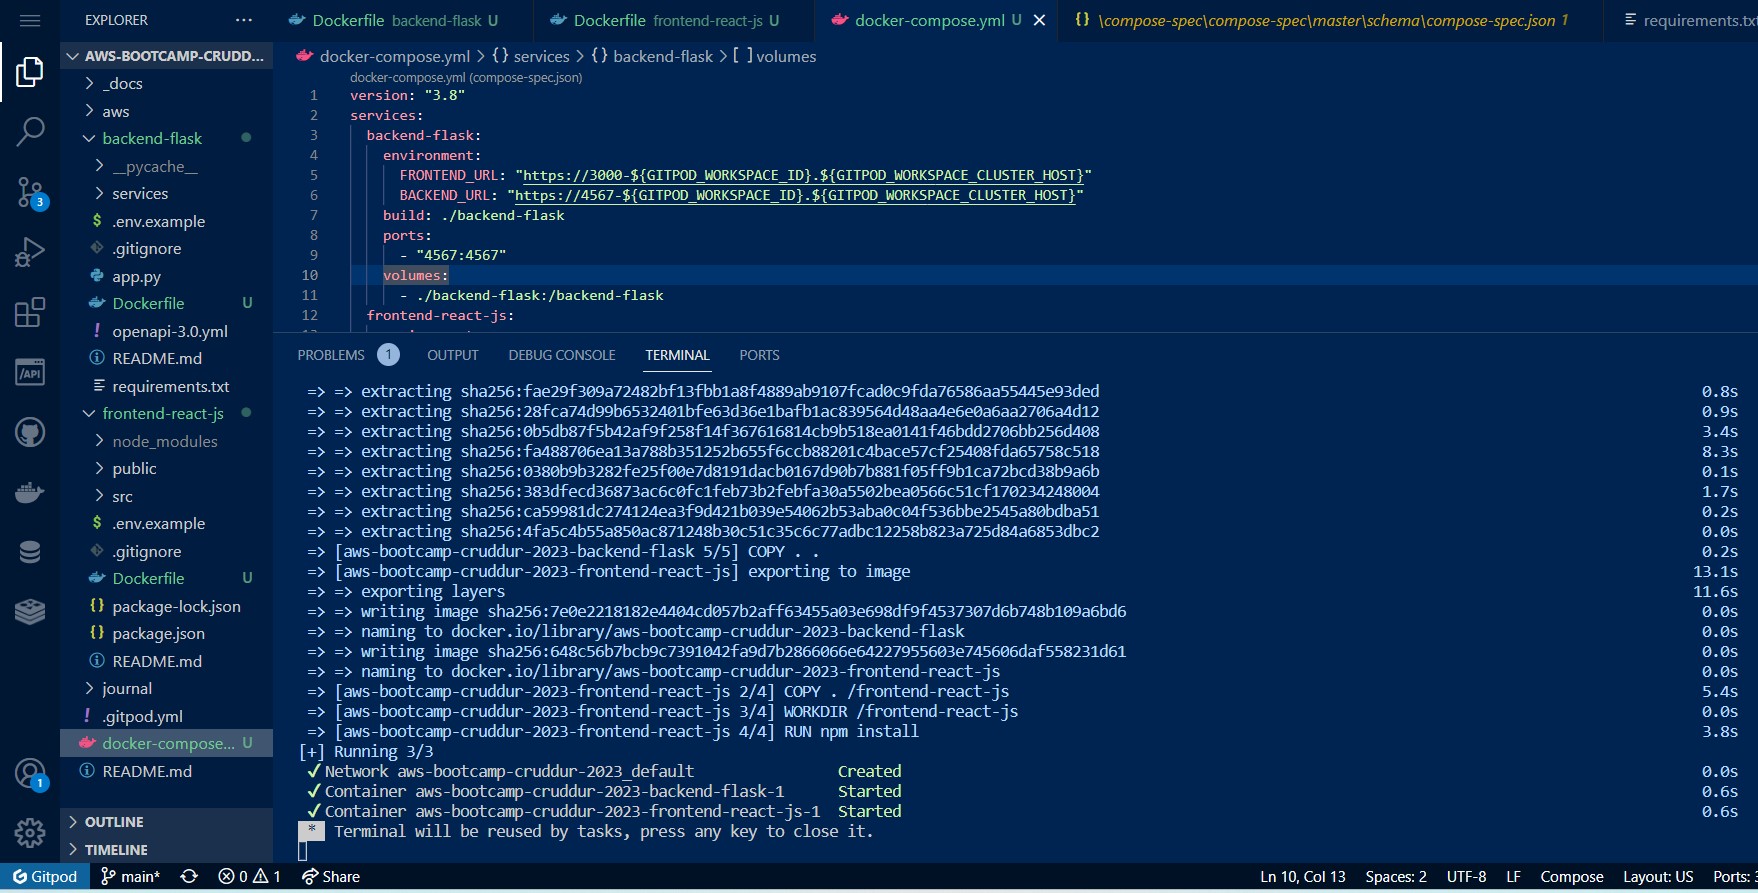 EXPLORER ...
Dockerfile backend-flask U
Dockerfile frontend-react-js U
docker-compose.yml U
{} \compose-spec\compose-spec\master\schema\compose-spec.json 1
AWS-BOOTCAMP-CRUDD...
_docs
aws
backend-flask
__pycache__
services
$ .env.example
.gitignore
app.py
Dockerfile U
! openapi-3.0.yml
README.md
requirements.txt
frontend-react-js
node_modules
public
src
$ .env.example
.gitignore
Dockerfile U
{} package-lock.json
{} package.json
README.md
journal
! .gitpod.yml
docker-compose... U
README.md
OUTLINE
TIMELINE
3
/API
1
docker-compose.yml > {} services > {} backend-flask > [ ] volumes
docker-compose.yml (compose-spec.json)
1 version: "3.8"
2 services:
3 backend-flask:
4 environment:
5 FRONTEND_URL: "https://3000-${GITPOD_WORKSPACE_ID}.${GITPOD_WORKSPACE_CLUSTER_HOST}"
6 BACKEND_URL: "https://4567-${GITPOD_WORKSPACE_ID}.${GITPOD_WORKSPACE_CLUSTER_HOST}"
7 build: ./backend-flask
8 ports:
9 - "4567:4567"
10 volumes:
11 - ./backend-flask:/backend-flask
12 frontend-react-js:
PROBLEMS 1 OUTPUT DEBUG CONSOLE TERMINAL PORTS
=> => extracting sha256:fae29f309a72482bf13fbb1a8f4889ab9107fcad0c9fda76586aa55445e93ded 0.8s
=> => extracting sha256:28fca74d99b6532401bfe63d36e1bafb1ac839564d48aa4e6e0a6aa2706a4d12 0.9s
=> => extracting sha256:0b5db87f5b42af9f258f14f367616814cb9b518ea0141f46bdd2706bb256d408 3.4s
=> => extracting sha256:fa488706ea13a788b351252b655f6ccb88201c4bace57cf25408fda65758c518 8.3s
=> => extracting sha256:0380b9b3282fe25f00e7d8191dacb0167d90b7b881f05ff9b1ca72bcd38b9a6b 0.1s
=> => extracting sha256:383dfecd36873ac6c0fc1feb73b2febfa30a5502bea0566c51cf170234248004 1.7s
=> => extracting sha256:ca59981dc274124ea3f9d421b039e54062b53aba0c04f536bbe2545a80bdba51 0.2s
=> => extracting sha256:4fa5c4b55a850ac871248b30c51c35c6c77adbc12258b823a725d84a6853dbc2 0.0s
=> [aws-bootcamp-cruddur-2023-backend-flask 5/5] COPY . . 0.2s
=> [aws-bootcamp-cruddur-2023-frontend-react-js] exporting to image 13.1s
=> => exporting layers 11.6s
=> => writing image sha256:7e0e2218182e4404cd057b2aff63455a03e698df9f4537307d6b748b109a6bd6 0.0s
=> => naming to docker.io/library/aws-bootcamp-cruddur-2023-backend-flask 0.0s
=> => writing image sha256:648c56b7bcb9c7391042fa9d7b2866066e64227955603e745606daf558231d61 0.0s
=> => naming to docker.io/library/aws-bootcamp-cruddur-2023-frontend-react-js 0.0s
=> [aws-bootcamp-cruddur-2023-frontend-react-js 2/4] COPY . /frontend-react-js 5.4s
=> [aws-bootcamp-cruddur-2023-frontend-react-js 3/4] WORKDIR /frontend-react-js 0.0s
=> [aws-bootcamp-cruddur-2023-frontend-react-js 4/4] RUN npm install 3.8s
[+] Running 3/3
✓ Network aws-bootcamp-cruddur-2023_default Created 0.0s
✓ Container aws-bootcamp-cruddur-2023-backend-flask-1 Started 0.6s
✓ Container aws-bootcamp-cruddur-2023-frontend-react-js-1 Started 0.6s
* Terminal will be reused by tasks, press any key to close it.
Gitpod main* 0 1 Share Ln 10, Col 13 Spaces: 2 UTF-8 LF Compose Layout: US Ports: